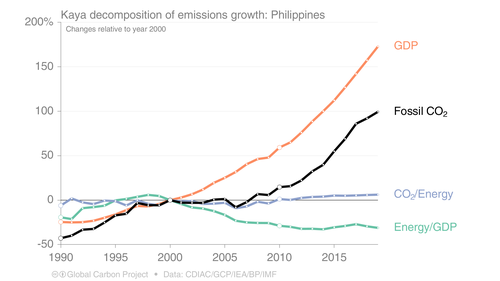 Kaya decomposition of emissions growth: Philippines
Changes relative to year 2000
200%
150
100
50
0
-50
1990
1995
2000
2005
2010
2015
GDP
Fossil CO₂
CO₂/Energy
Energy/GDP
Global Carbon Project • Data: CDIAC/GCP/IEA/BP/IMF